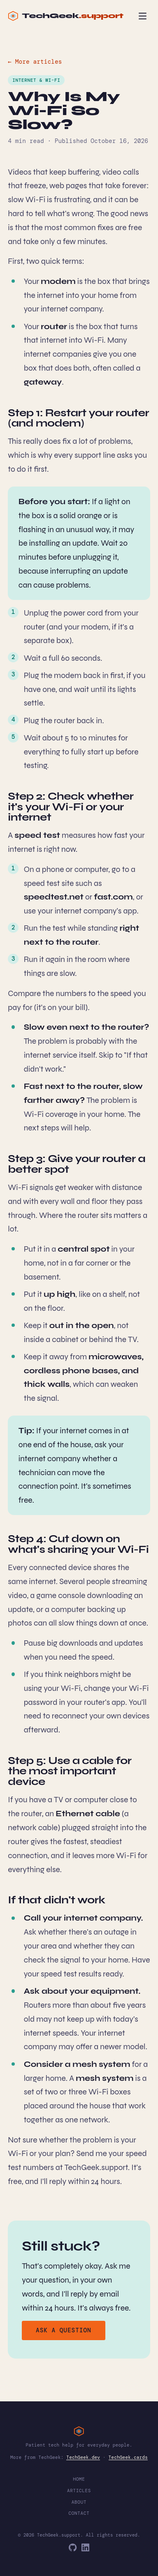 TechGeek.support
← More articles
INTERNET & WI-FI
Why Is My
Wi-Fi So
Slow?
4 min read · Published October 16, 2026
Videos that keep buffering, video calls
that freeze, web pages that take forever:
slow Wi-Fi is frustrating, and it can be
hard to tell what's wrong. The good news
is that the most common fixes are free
and take only a few minutes.
First, two quick terms:
Your modem is the box that brings
the internet into your home from
your internet company.
Your router is the box that turns
that internet into Wi-Fi. Many
internet companies give you one
box that does both, often called a
gateway.
Step 1: Restart your router
(and modem)
This really does fix a lot of problems,
which is why every support line asks you
to do it first.
Before you start: If a light on
the box is a solid orange or is
flashing in an unusual way, it may
be installing an update. Wait 20
minutes before unplugging it,
because interrupting an update
can cause problems.
1 Unplug the power cord from your
router (and your modem, if it's a
separate box).
2 Wait a full 60 seconds.
3 Plug the modem back in first, if you
have one, and wait until its lights
settle.
4 Plug the router back in.
5 Wait about 5 to 10 minutes for
everything to fully start up before
testing.
Step 2: Check whether
it's your Wi-Fi or your
internet
A speed test measures how fast your
internet is right now.
1 On a phone or computer, go to a
speed test site such as
speedtest.net or fast.com, or
use your internet company's app.
2 Run the test while standing right
next to the router.
3 Run it again in the room where
things are slow.
Compare the numbers to the speed you
pay for (it's on your bill).
Slow even next to the router?
The problem is probably with the
internet service itself. Skip to "If that
didn't work."
Fast next to the router, slow
farther away? The problem is
Wi-Fi coverage in your home. The
next steps will help.
Step 3: Give your router a
better spot
Wi-Fi signals get weaker with distance
and with every wall and floor they pass
through. Where the router sits matters a
lot.
Put it in a central spot in your
home, not in a far corner or the
basement.
Put it up high, like on a shelf, not
on the floor.
Keep it out in the open, not
inside a cabinet or behind the TV.
Keep it away from microwaves,
cordless phone bases, and
thick walls, which can weaken
the signal.
Tip: If your internet comes in at
one end of the house, ask your
internet company whether a
technician can move the
connection point. It's sometimes
free.
Step 4: Cut down on
what's sharing your Wi-Fi
Every connected device shares the
same internet. Several people streaming
video, a game console downloading an
update, or a computer backing up
photos can all slow things down at once.
Pause big downloads and updates
when you need the speed.
If you think neighbors might be
using your Wi-Fi, change your Wi-Fi
password in your router's app. You'll
need to reconnect your own devices
afterward.
Step 5: Use a cable for
the most important
device
If you have a TV or computer close to
the router, an Ethernet cable (a
network cable) plugged straight into the
router gives the fastest, steadiest
connection, and it leaves more Wi-Fi for
everything else.
If that didn't work
Call your internet company.
Ask whether there's an outage in
your area and whether they can
check the signal to your home. Have
your speed test results ready.
Ask about your equipment.
Routers more than about five years
old may not keep up with today's
internet speeds. Your internet
company may offer a newer model.
Consider a mesh system for a
larger home. A mesh system is a
set of two or three Wi-Fi boxes
placed around the house that work
together as one network.
Not sure whether the problem is your
Wi-Fi or your plan? Send me your speed
test numbers at TechGeek.support. It's
free, and I'll reply within 24 hours.
Still stuck?
That's completely okay. Ask me
your question, in your own
words, and I'll reply by email
within 24 hours. It's always free.
ASK A QUESTION
Patient tech help for everyday people.
More from TechGeek: TechGeek.dev · TechGeek.cards
HOME
ARTICLES
ABOUT
CONTACT
© 2026 TechGeek.support. All rights reserved.